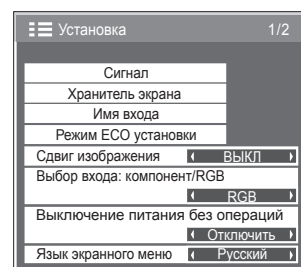 Установка 1/2
Сигнал
Хранитель экрана
Имя входа
Режим ECO установки
Сдвиг изображения ВЫКЛ
Выбор входа: компонент/RGB
RGB
Выключение питания без операций
Отключить
Язык экранного меню Русский